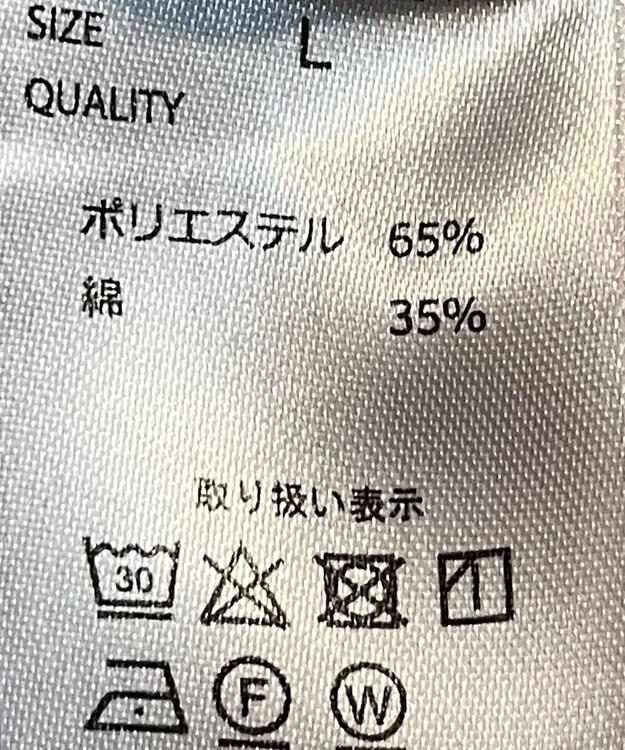 SIZE L
QUALITY
ポリエステル 65%
綿 35%
取り扱い表示
30
F W